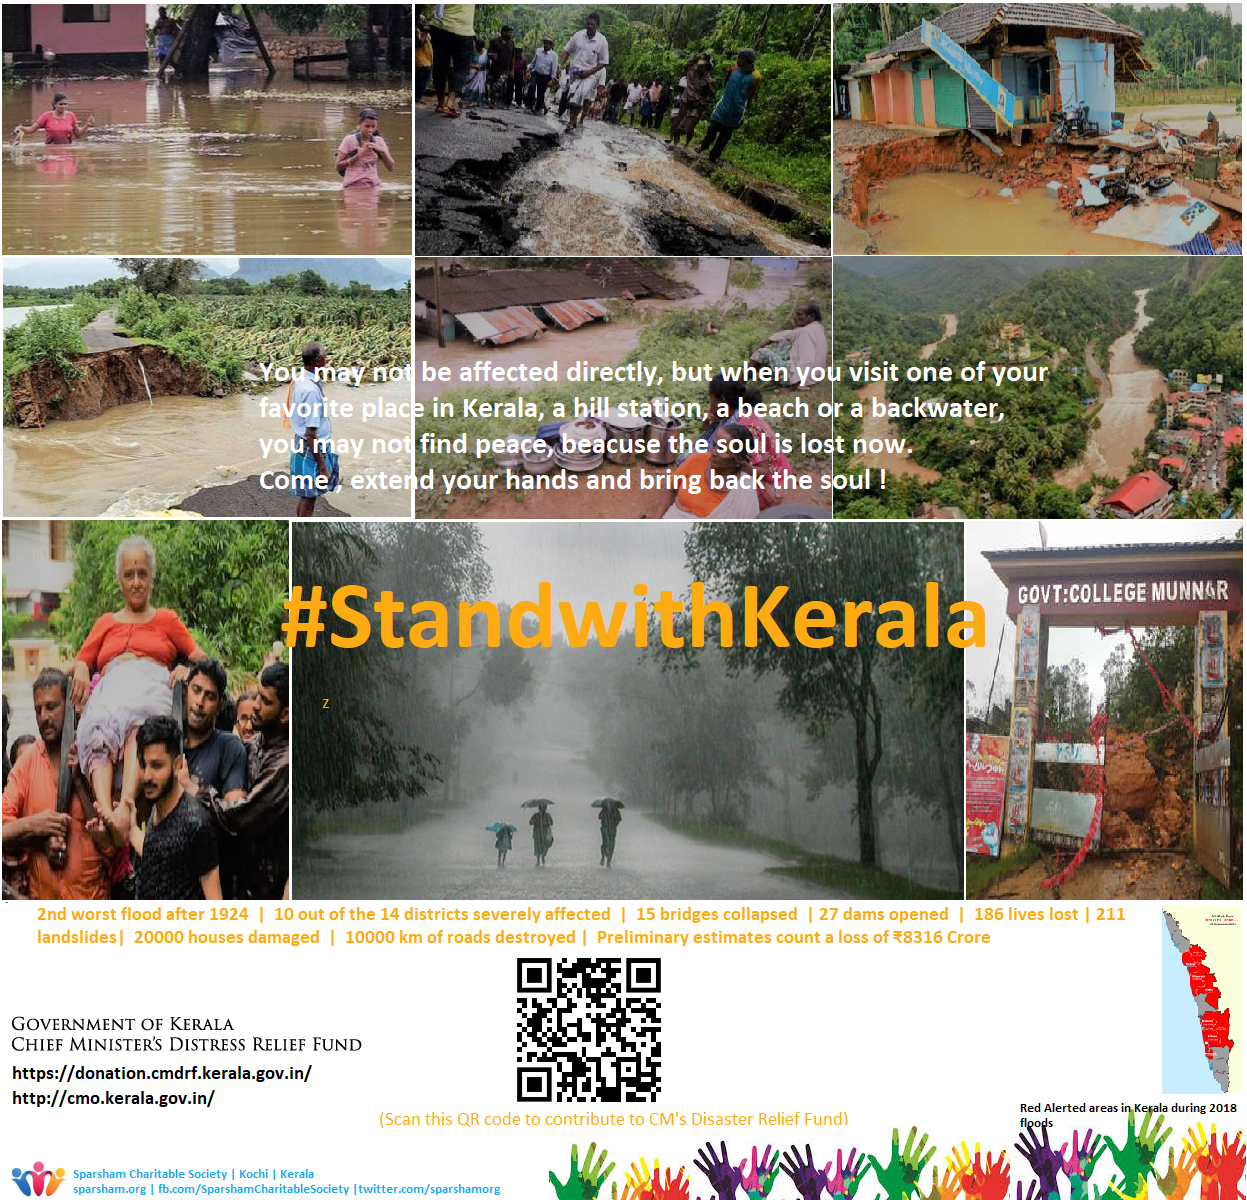 You may not be affected directly, but when you visit one of your
favorite place in Kerala, a hill station, a beach or a backwater,
you may not find peace, beacuse the soul is lost now.
Come , extend your hands and bring back the soul !
#StandwithKerala
GOVT:COLLEGE MUNNAR
z
2nd worst flood after 1924 | 10 out of the 14 districts severely affected | 15 bridges collapsed | 27 dams opened | 186 lives lost | 211
landslides| 20000 houses damaged | 10000 km of roads destroyed | Preliminary estimates count a loss of ₹8316 Crore
GOVERNMENT OF KERALA
CHIEF MINISTER'S DISTRESS RELIEF FUND
https://donation.cmdrf.kerala.gov.in/
http://cmo.kerala.gov.in/
(Scan this QR code to contribute to CM's Disaster Relief Fund)
Red Alerted areas in Kerala during 2018
floods
Sparsham Charitable Society | Kochi | Kerala
sparsham.org | fb.com/SparshamCharitableSociety |twitter.com/sparshamorg